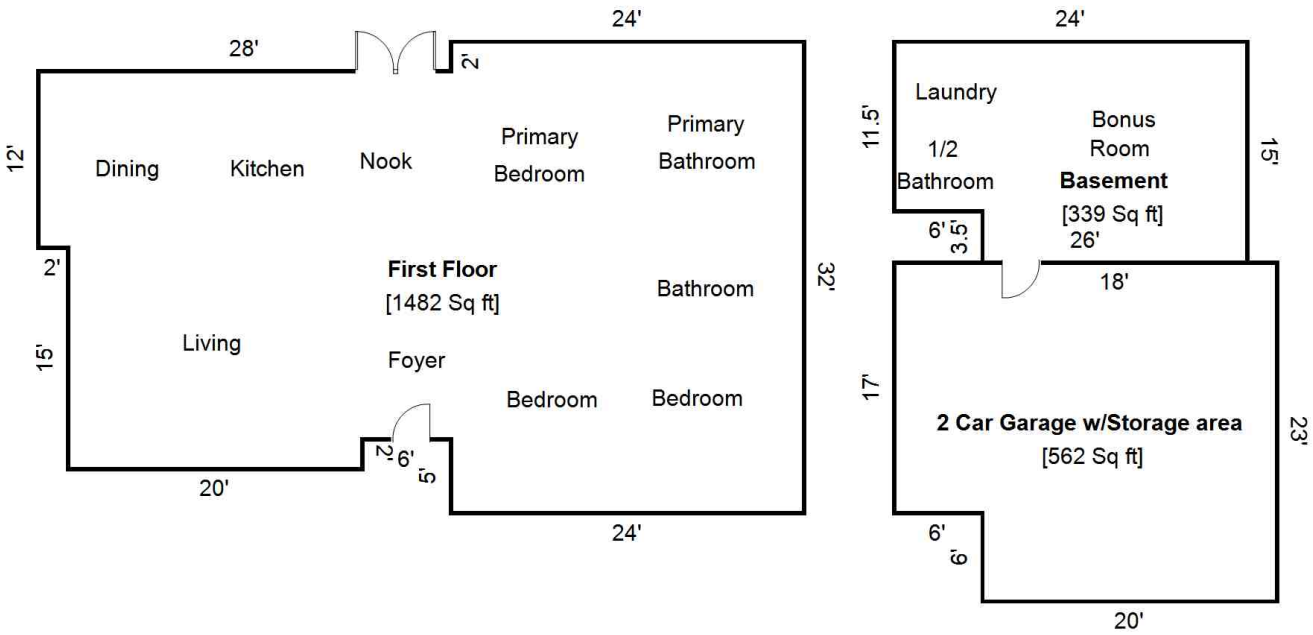 24'
28'
2'
12'
Dining
Kitchen
Nook
Primary
Bedroom
Primary
Bathroom
2'
First Floor
[1482 Sq ft]
Bathroom
32'
15'
Living
Foyer
Bedroom
Bedroom
2'
6'
5'
20'
24'
24'
11.5'
Laundry
1/2
Bathroom
Bonus
Room
Basement
[339 Sq ft]
15'
6'
3.5'
26'
18'
17'
2 Car Garage w/Storage area
[562 Sq ft]
23'
6'
6'
20'